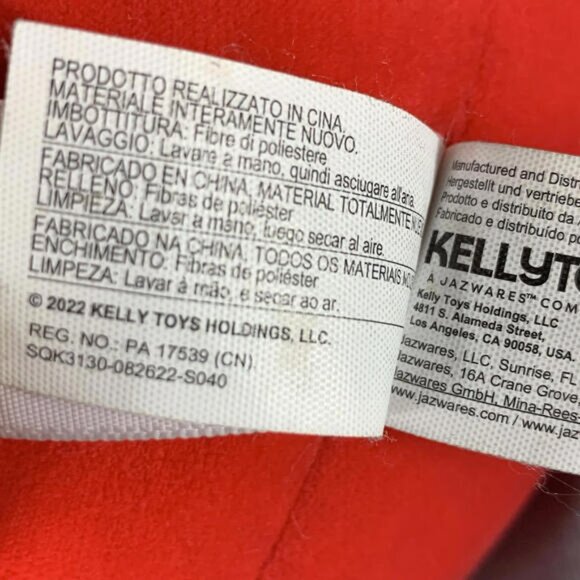 PRODOTTO REALIZZATO IN CINA.
MATERIALE INTERAMENTE NUOVO.
IMBOTTITURA: Fibre di poliestere
LAVAGGIO: Lavare a mano, quindi asciugare all'aria.
FABRICADO EN CHINA. MATERIAL TOTALMENTE
RELLENO: Fibras de poliéster
LIMPIEZA: Lavar a mano, luego secar al aire.
FABRICADO NA CHINA. TODOS OS MATERIAIS
ENCHIMENTO: Fibras de poliéster
LIMPEZA: Lavar à mão, e secar ao ar.
© 2022 KELLY TOYS HOLDINGS, LLC.
REG. NO.: PA 17539 (CN)
SQK3130-082622-S040
Manufactured and Distri
Hergestellt und vertriebe
Prodotto e distribuito da
Fabricado e distribuído po
KELLYTO
A JAZWARES™ COM
Kelly Toys Holdings, LLC
4811 S. Alameda Street,
Los Angeles, CA 90058, USA.
Jazwares, LLC, Sunrise, FL
Jazwares, 16A Crane Grove,
Jazwares GmbH, Mina-Rees
www.jazwares.com / www.jaz